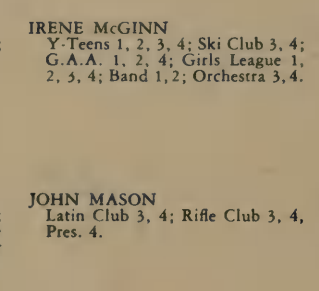 IRENE McGINN
Y-Teens 1, 2, 3, 4; Ski Club 3, 4;
G.A.A. 1, 2, 4; Girls League 1,
2, 3, 4; Band 1, 2; Orchestra 3, 4.
JOHN MASON
Latin Club 3, 4; Rifle Club 3, 4,
Pres. 4.